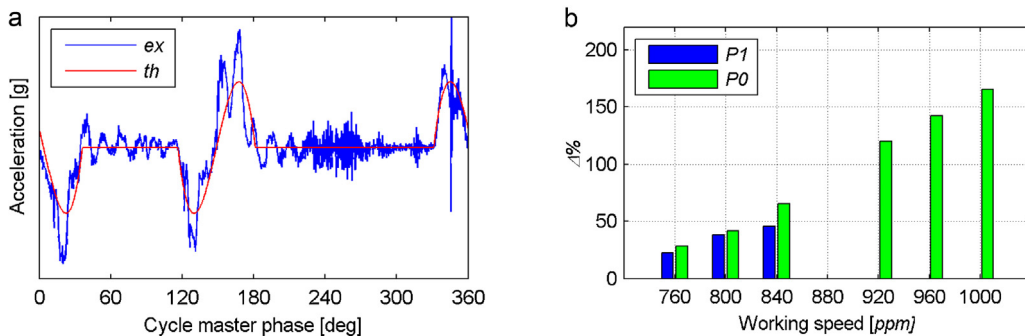 a
ex
th
Acceleration [g]
0 60 120 180 240 300 360
Cycle master phase [deg]
b
P1
P0
Δ%
200
150
100
50
0
760 800 840 880 920 960 1000
Working speed [ppm]